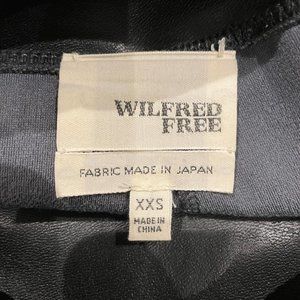 WILFRED
FREE
FABRIC MADE IN JAPAN
XXS
MADE IN
CHINA